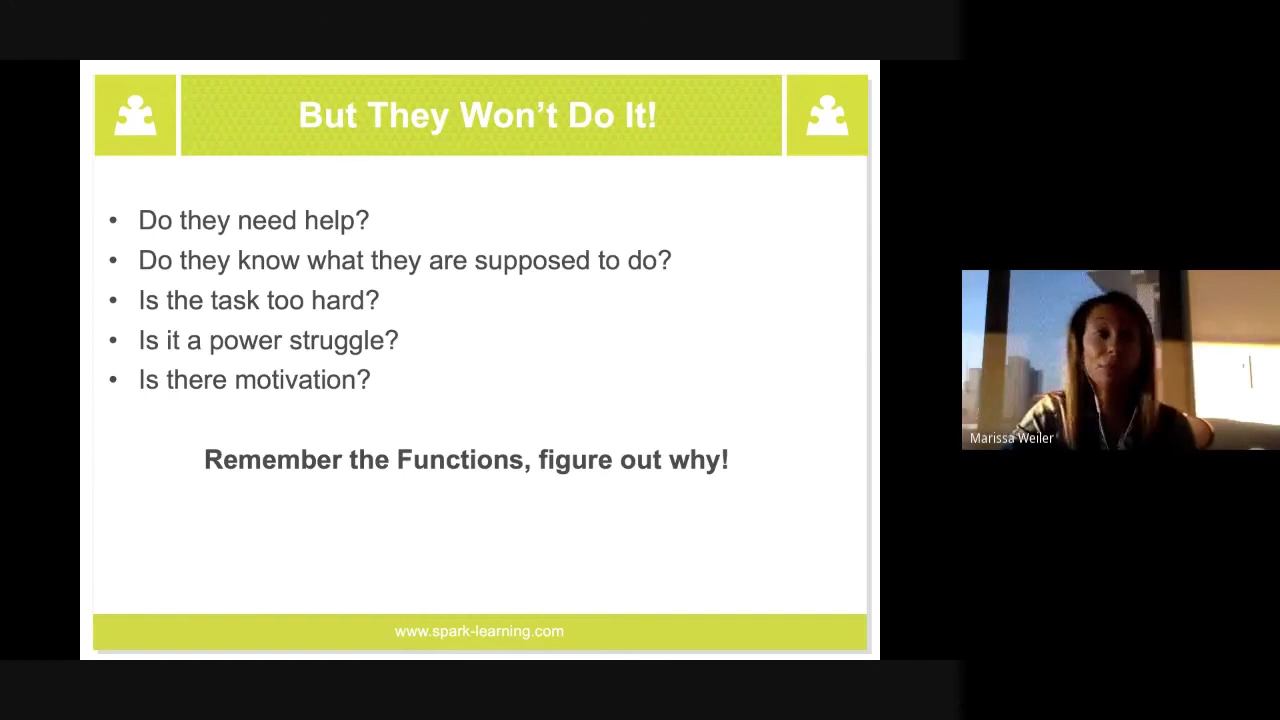 But They Won’t Do It!
• Do they need help?
• Do they know what they are supposed to do?
• Is the task too hard?
• Is it a power struggle?
• Is there motivation?
Remember the Functions, figure out why!
www.spark-learning.com
Marissa Weiler